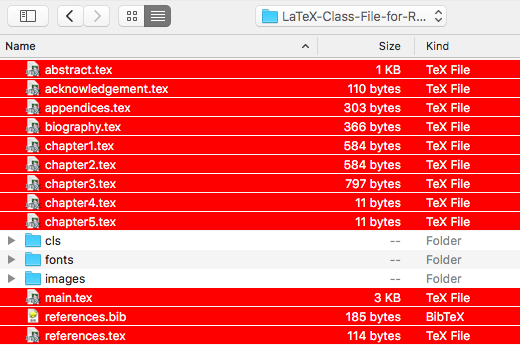 LaTeX-Class-File-for-R...
Name Size Kind
abstract.tex 1 KB TeX File
acknowledgement.tex 110 bytes TeX File
appendices.tex 303 bytes TeX File
biography.tex 366 bytes TeX File
chapter1.tex 584 bytes TeX File
chapter2.tex 584 bytes TeX File
chapter3.tex 797 bytes TeX File
chapter4.tex 11 bytes TeX File
chapter5.tex 11 bytes TeX File
cls -- Folder
fonts -- Folder
images -- Folder
main.tex 3 KB TeX File
references.bib 185 bytes BibTeX
references.tex 114 bytes TeX File